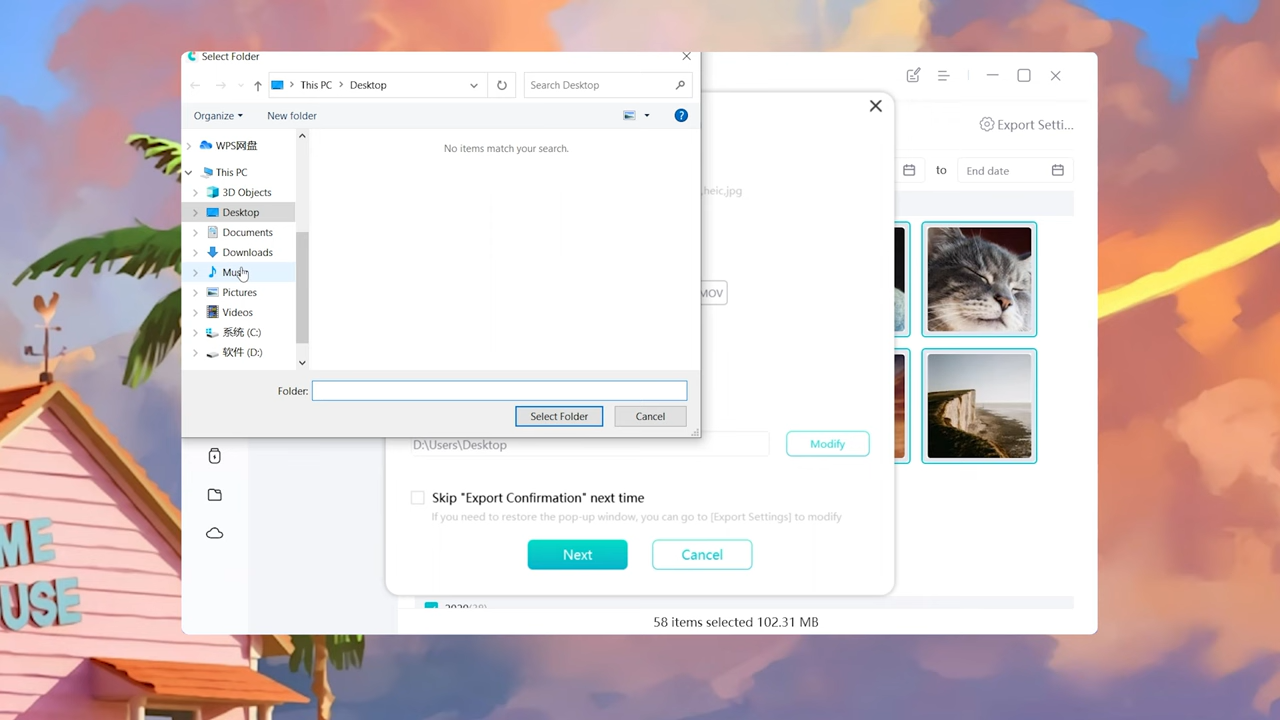 Select Folder
This PC
Desktop
Search Desktop
Organize
New folder
?
WPS网盘
This PC
3D Objects
Desktop
Documents
Downloads
Pictures
Videos
系统 (C:)
软件 (D:)
No items match your search.
Folder:
Select Folder
Cancel
Export Setti...
to
End date
.heic.jpg
MOV
D:\Users\Desktop
Modify
Skip "Export Confirmation" next time
If you need to restore the pop-up window, you can go to [Export Settings] to modify
Next
Cancel
58 items selected 102.31 MB
ME
USE